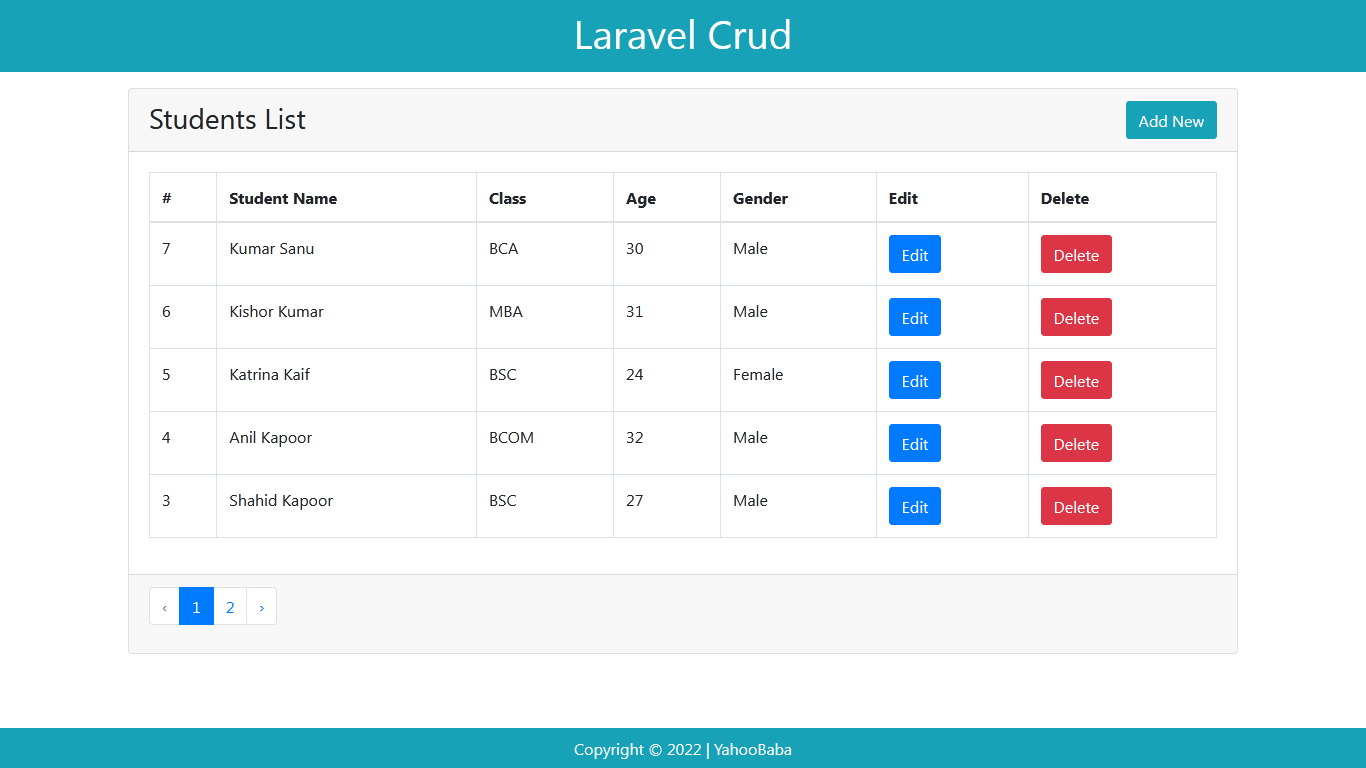 Laravel Crud
Students List
Add New
# Student Name Class Age Gender Edit Delete
7 Kumar Sanu BCA 30 Male Edit Delete
6 Kishor Kumar MBA 31 Male Edit Delete
5 Katrina Kaif BSC 24 Female Edit Delete
4 Anil Kapoor BCOM 32 Male Edit Delete
3 Shahid Kapoor BSC 27 Male Edit Delete
‹ 1 2 ›
Copyright © 2022 | YahooBaba